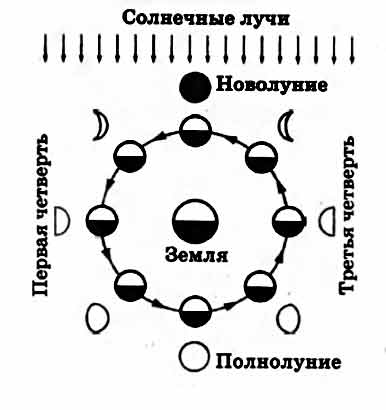 Солнечные лучи
Новолуние
Первая четверть
Третья четверть
Земля
Полнолуние